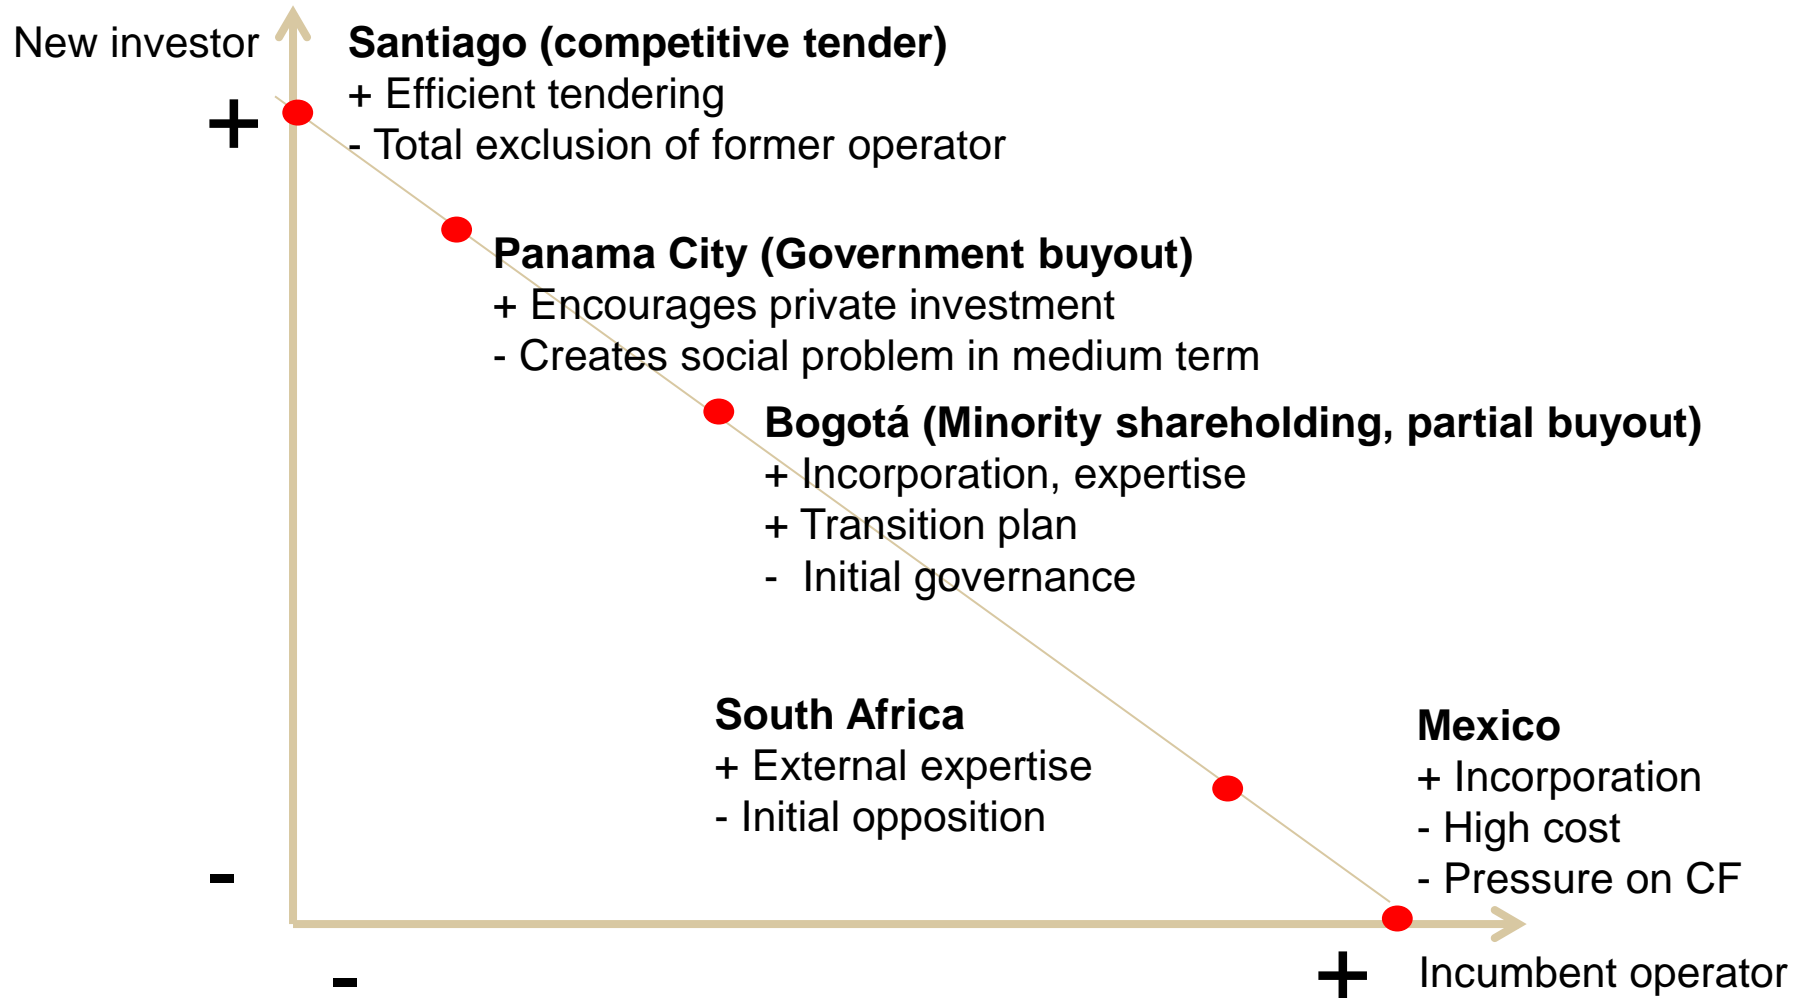 New investor
+
Santiago (competitive tender)
+ Efficient tendering
- Total exclusion of former operator
Panama City (Government buyout)
+ Encourages private investment
- Creates social problem in medium term
Bogotá (Minority shareholding, partial buyout)
+ Incorporation, expertise
+ Transition plan
- Initial governance
South Africa
+ External expertise
- Initial opposition
Mexico
+ Incorporation
- High cost
- Pressure on CF
-
-
+
Incumbent operator